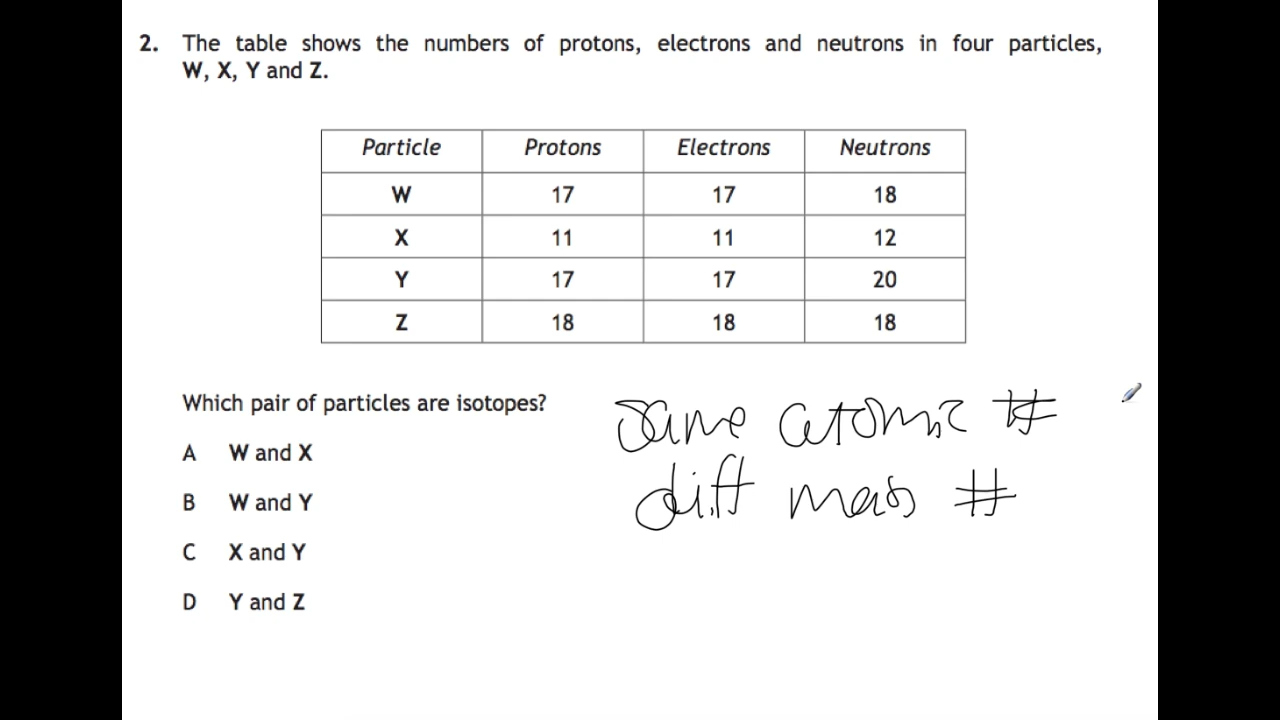 2. The table shows the numbers of protons, electrons and neutrons in four particles,
W, X, Y and Z.
Particle Protons Electrons Neutrons
W 17 17 18
X 11 11 12
Y 17 17 20
Z 18 18 18
Which pair of particles are isotopes?
A W and X
B W and Y
C X and Y
D Y and Z
same atomic #
diff mass #